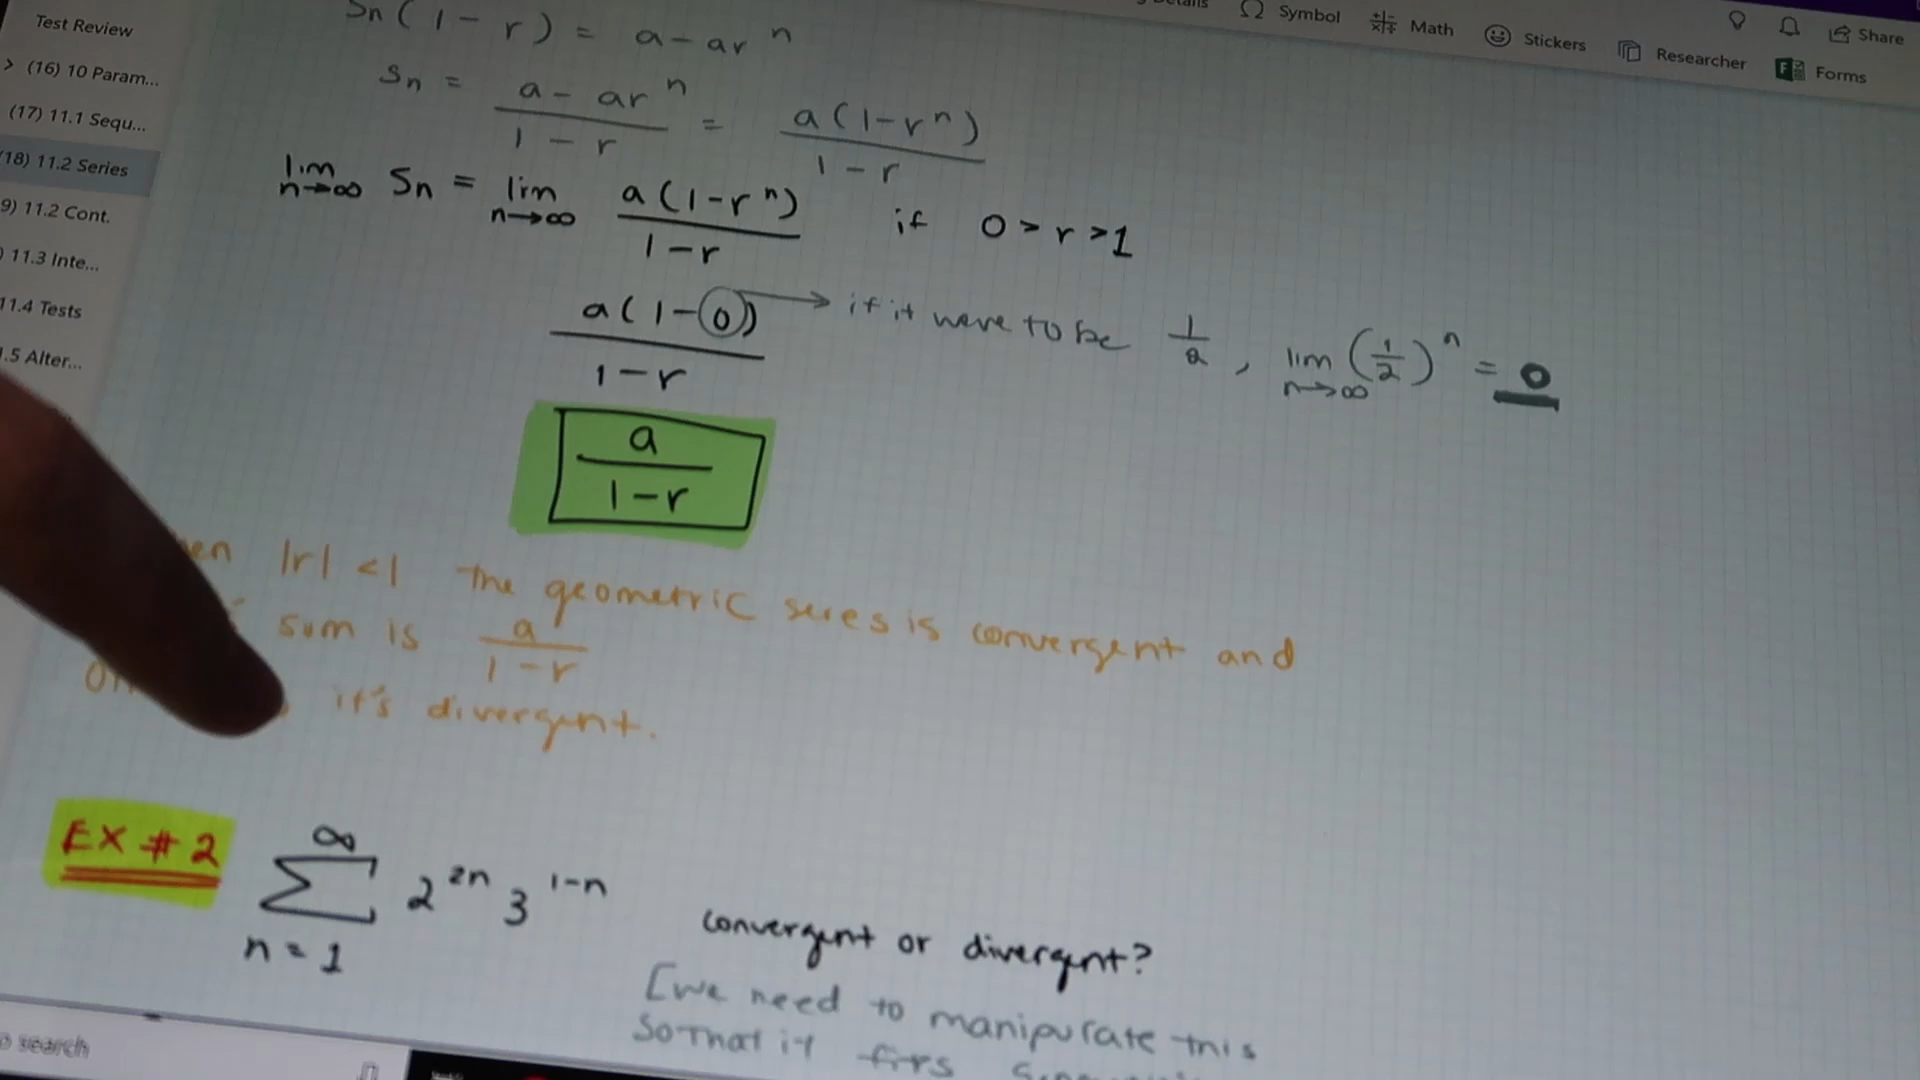 Symbol
Math
Stickers
Researcher
Share
Forms
Test Review
> (16) 10 Param...
(17) 11.1 Sequ...
18) 11.2 Series
9) 11.2 Cont.
) 11.3 Inte...
11.4 Tests
.5 Alter...
Sn(1-r) = a-ar^n
Sn = (a-ar^n)/(1-r) = a(1-r^n)/(1-r)
lim n→∞ Sn = lim n→∞ a(1-r^n)/(1-r) if 0>r>1
a(1-0)/(1-r) → if it were to be 1/2, lim n→∞ (1/2)^n = 0
a/(1-r)
en |r|<1 the geometric series is convergent and
sum is a/(1-r)
it's divergent.
EX #2 ∞ Σ n=1 2^2n 3^1-n
convergent or divergent?
[we need to manipulate this
so that it fits
search